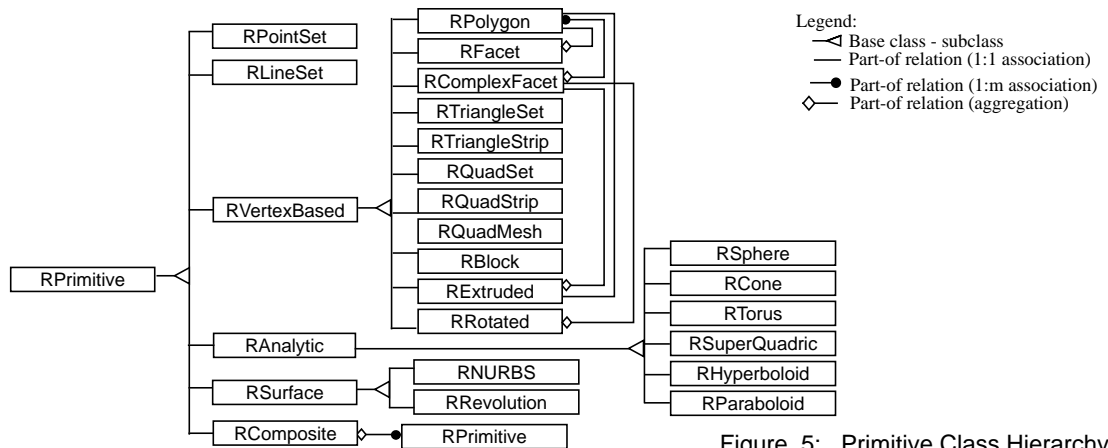 RPrimitive
RPointSet
RLineSet
RVertexBased
RAnalytic
RSurface
RComposite
RPolygon
RFacet
RComplexFacet
RTriangleSet
RTriangleStrip
RQuadSet
RQuadStrip
RQuadMesh
RBlock
RExtruded
RRotated
RNURBS
RRevolution
RPrimitive
RSphere
RCone
RTorus
RSuperQuadric
RHyperboloid
RParaboloid
Legend:
Base class - subclass
Part-of relation (1:1 association)
Part-of relation (1:m association)
Part-of relation (aggregation)
Figure 5: Primitive Class Hierarchy